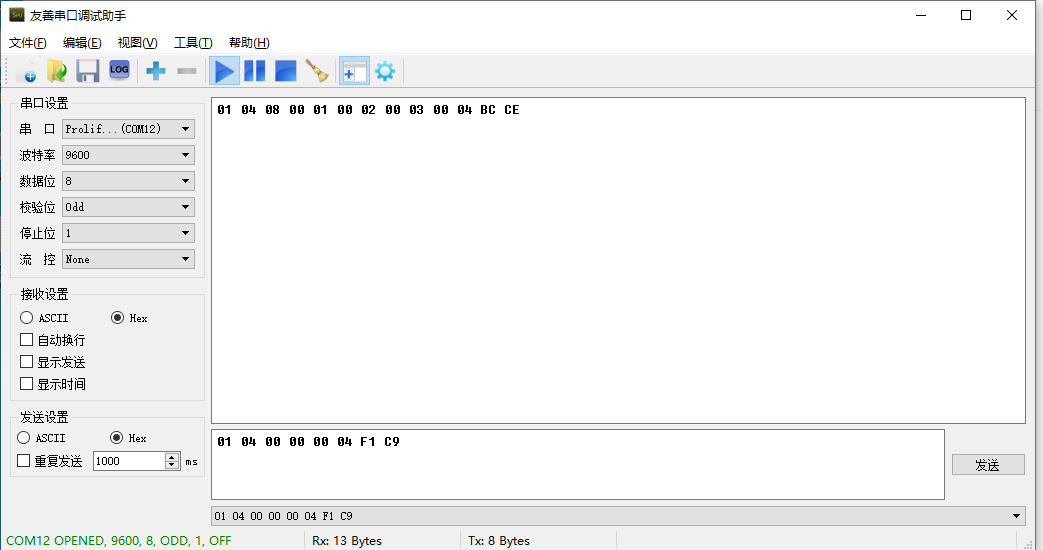 友善串口调试助手
文件(F) 编辑(E) 视图(V) 工具(T) 帮助(H)
LOG
串口设置
串 口 Prolif...(COM12)
波特率 9600
数据位 8
校验位 Odd
停止位 1
流 控 None
接收设置
ASCII Hex
自动换行
显示发送
显示时间
发送设置
ASCII Hex
重复发送 1000 ms
01 04 08 00 01 00 02 00 03 00 04 BC CE
01 04 00 00 00 04 F1 C9
发送
01 04 00 00 00 04 F1 C9
COM12 OPENED, 9600, 8, ODD, 1, OFF Rx: 13 Bytes Tx: 8 Bytes